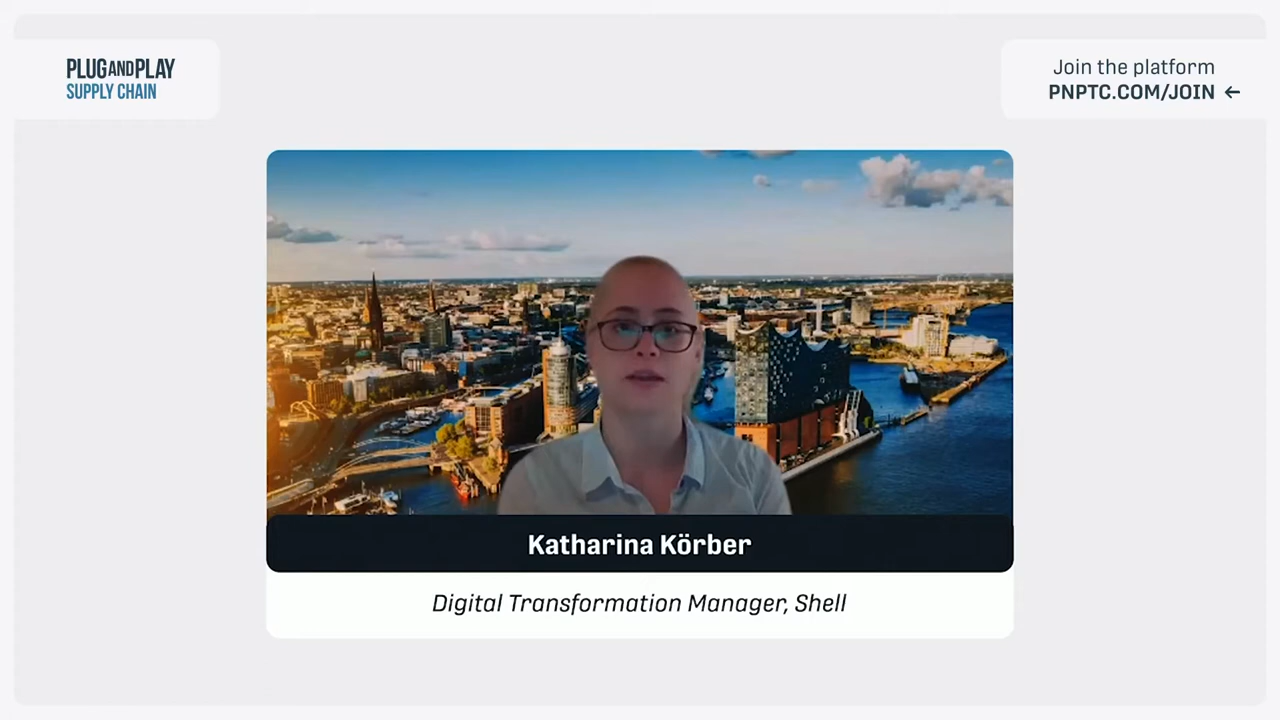 PLUGANDPLAY
SUPPLY CHAIN
Join the platform
PNPTC.COM/JOIN ←
Katharina Körber
Digital Transformation Manager, Shell